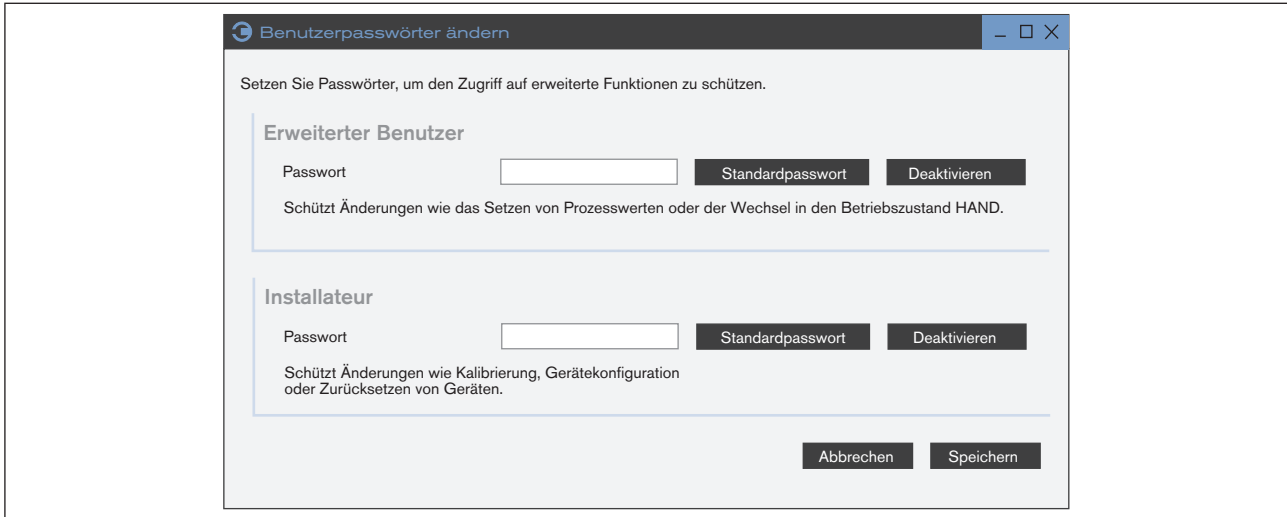 Benutzerpasswörter ändern
Setzen Sie Passwörter, um den Zugriff auf erweiterte Funktionen zu schützen.
Erweiterter Benutzer
Passwort Standardpasswort Deaktivieren
Schützt Änderungen wie das Setzen von Prozesswerten oder der Wechsel in den Betriebszustand HAND.
Installateur
Passwort Standardpasswort Deaktivieren
Schützt Änderungen wie Kalibrierung, Gerätekonfiguration
oder Zurücksetzen von Geräten.
Abbrechen Speichern